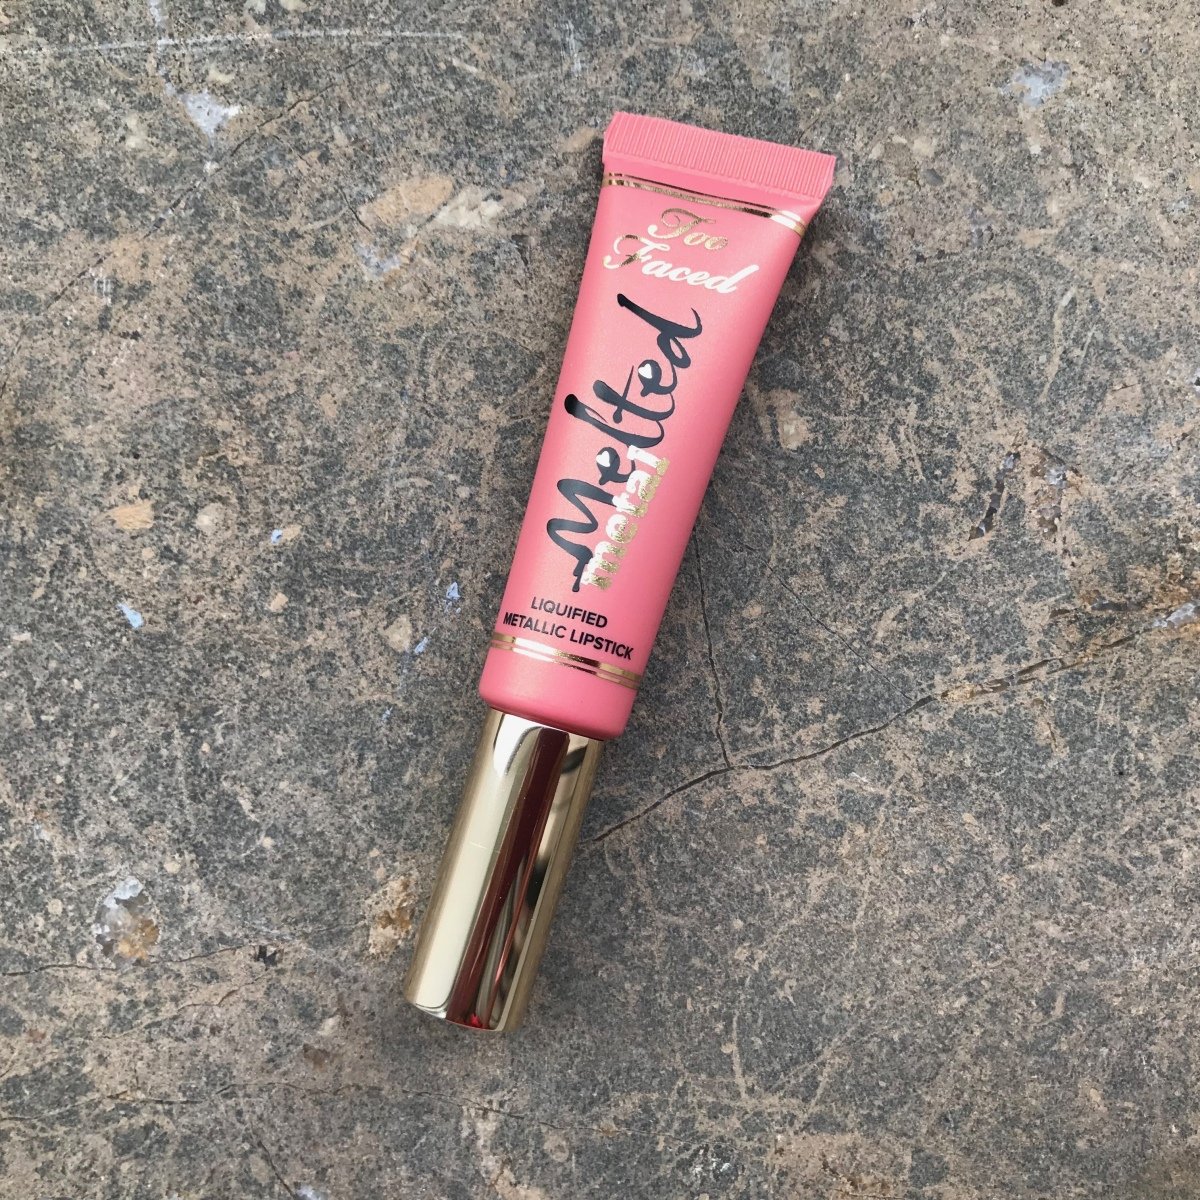 Too
Faced
Melted
metal
LIQUIFIED
METALLIC LIPSTICK